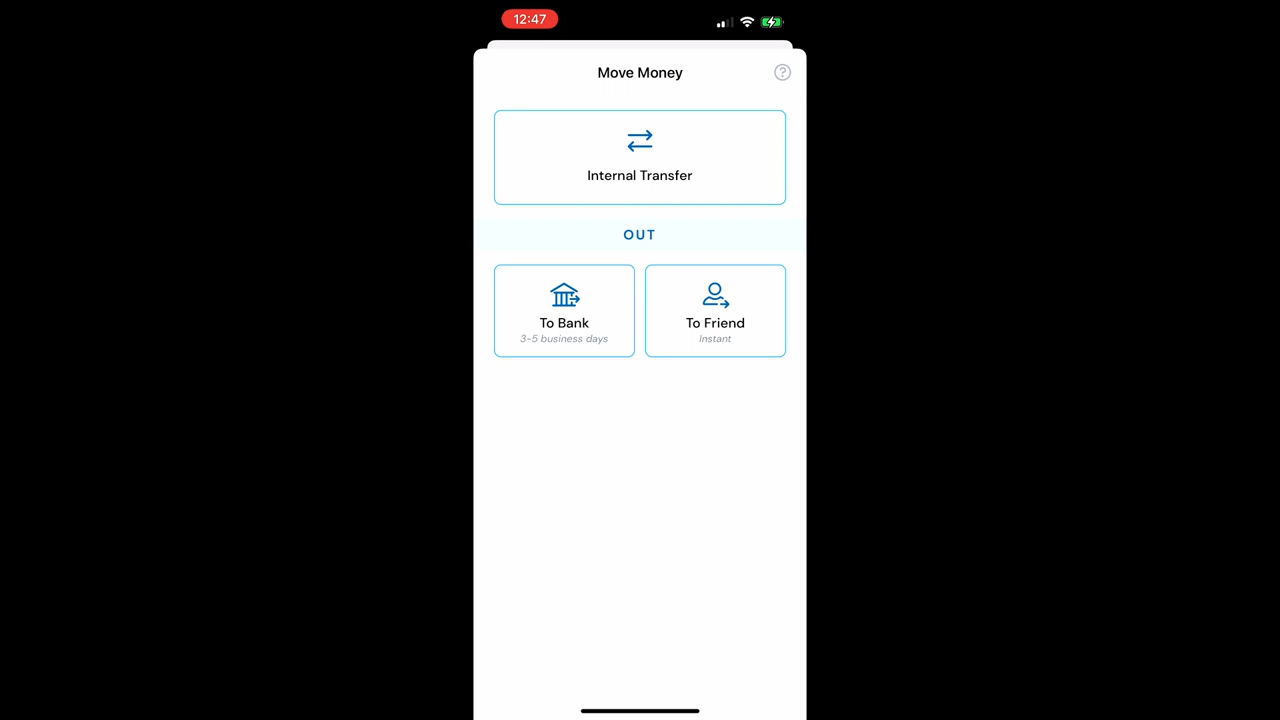 12:47
Move Money
Internal Transfer
OUT
To Bank
3-5 business days
To Friend
Instant